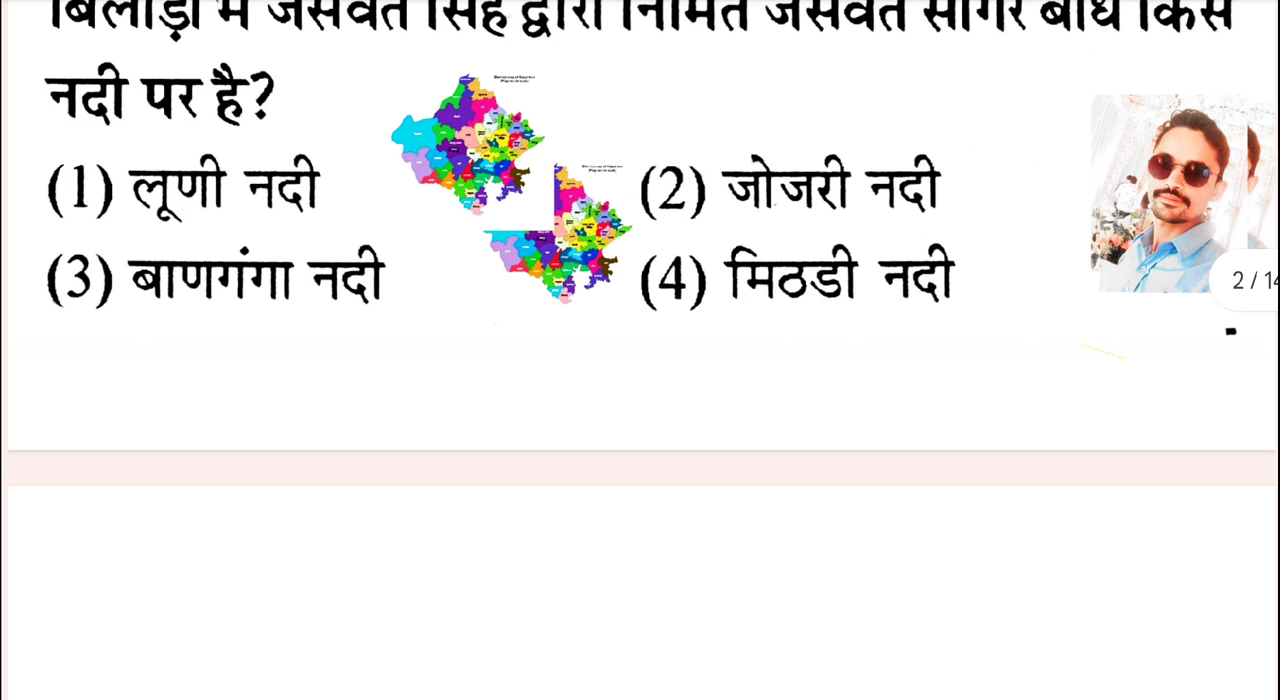 बिलाड़ा में जसवंत सिंह द्वारा निर्मित जसवंत सागर बाँध किस
नदी पर है?
(1) लूणी नदी
(2) जोजरी नदी
(3) बाणगंगा नदी
(4) मिठडी नदी
2 / 14